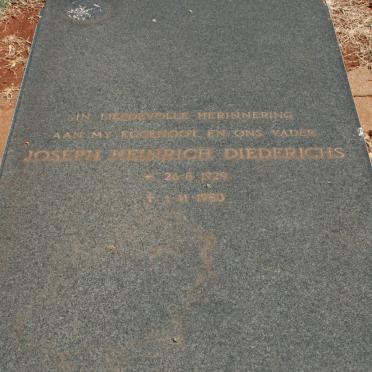 IN LIEFDEVOLLE HERINNERING
AAN MY EGGENOOT EN ONS VADER
JOSEPH HEINRICH DIEDERICHS
* 26·8·1929
† 1·11·1980